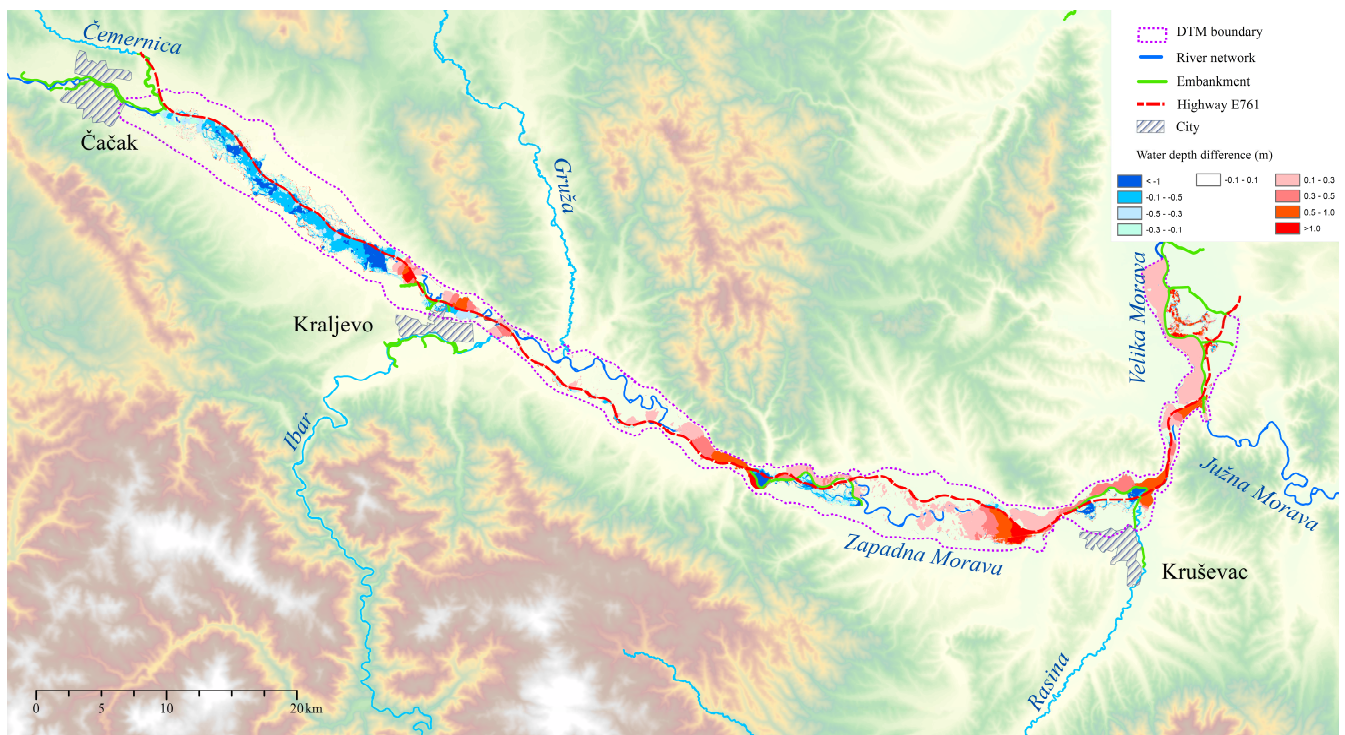 Čemernica
Čačak
Gruža
Kraljevo
Ibar
Zapadna Morava
Velika Morava
Južna Morava
Kruševac
Rasina
DTM boundary
River network
Embankment
Highway E761
City
Water depth difference (m)
< -1
-0.1 - -0.5
-0.5 - -0.3
-0.3 - -0.1
-0.1 - 0.1
0.1 - 0.3
0.3 - 0.5
0.5 - 1.0
>1.0
0 5 10 20 km